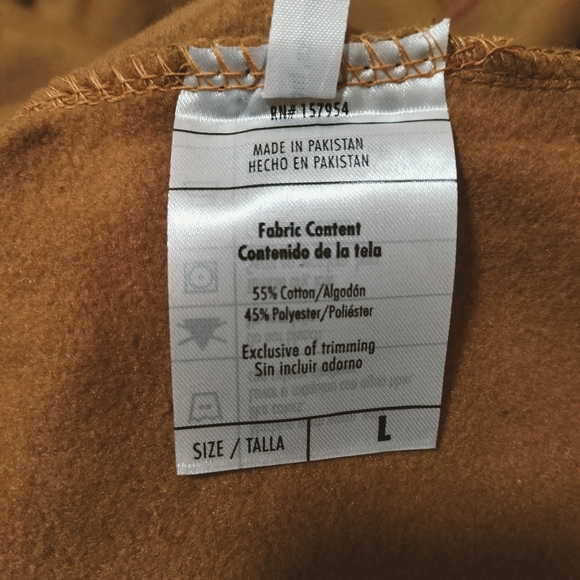 RN# 157954
MADE IN PAKISTAN
HECHO EN PAKISTAN
Fabric Content
Contenido de la tela
55% Cotton/Algodón
45% Polyester/Poliéster
Exclusive of trimming
Sin incluir adorno
SIZE / TALLA L